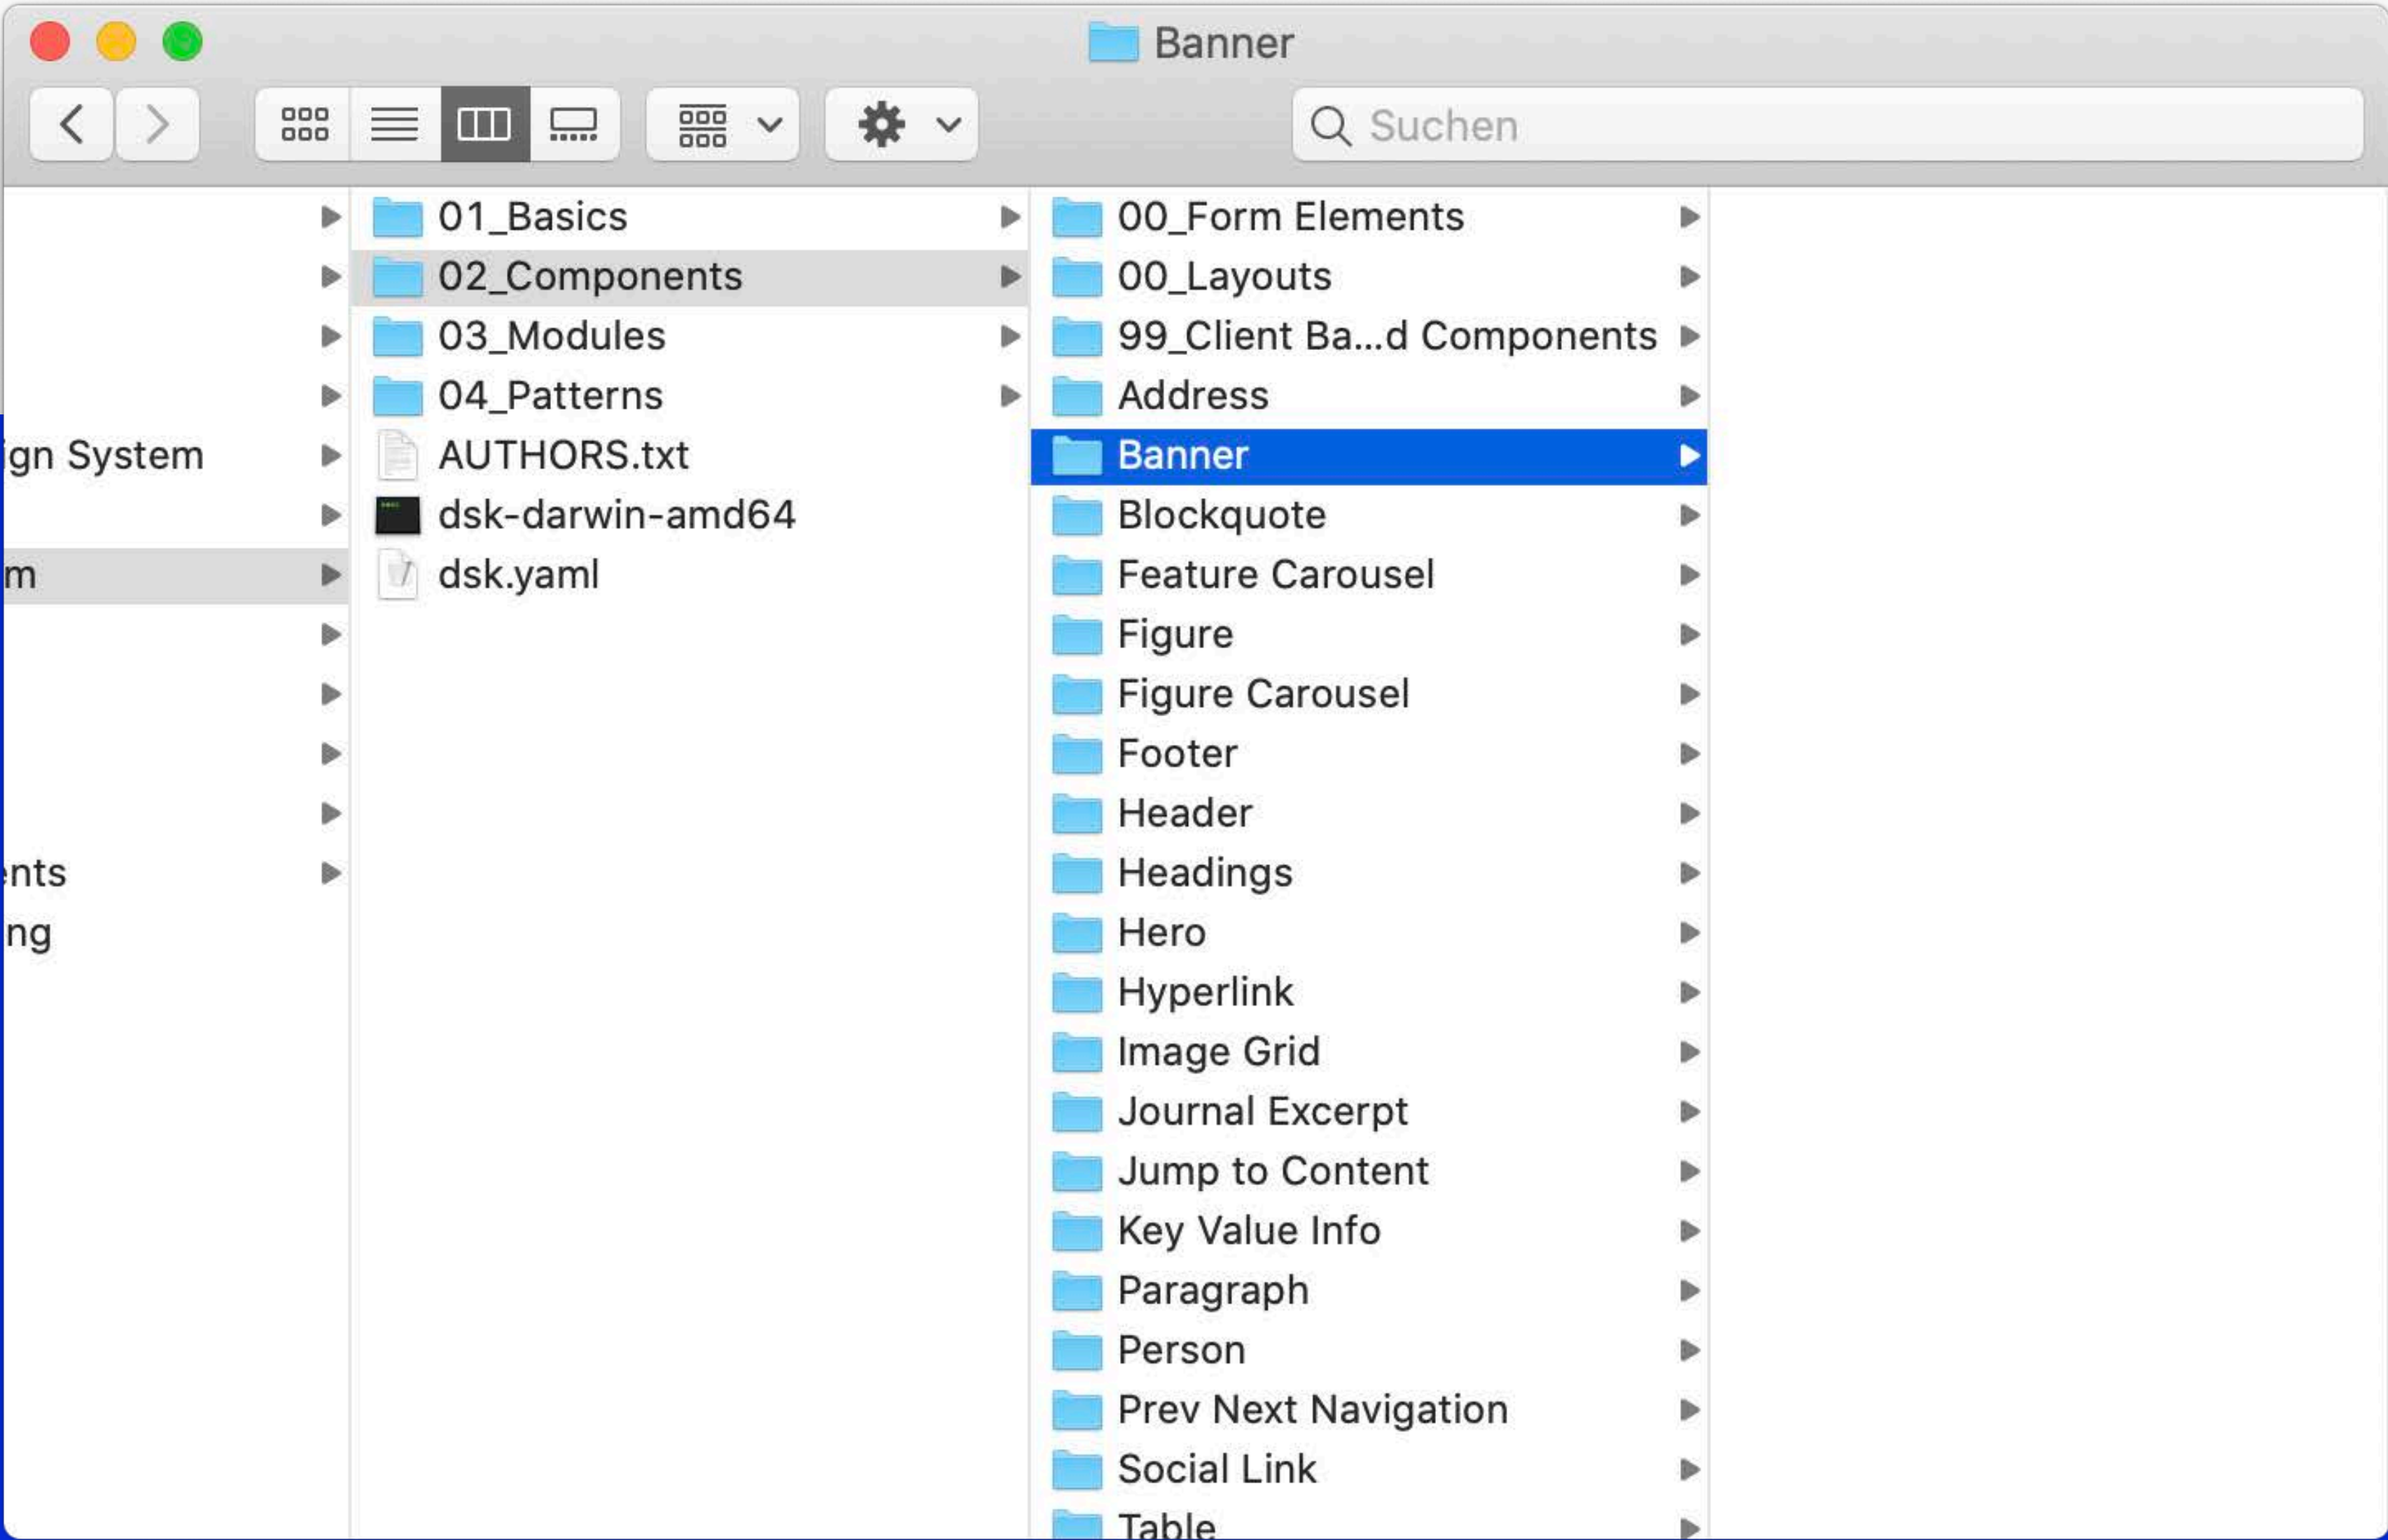 Banner
Suchen
ign System
m
ents
ng
01_Basics
02_Components
03_Modules
04_Patterns
AUTHORS.txt
dsk-darwin-amd64
dsk.yaml
00_Form Elements
00_Layouts
99_Client Ba...d Components
Address
Banner
Blockquote
Feature Carousel
Figure
Figure Carousel
Footer
Header
Headings
Hero
Hyperlink
Image Grid
Journal Excerpt
Jump to Content
Key Value Info
Paragraph
Person
Prev Next Navigation
Social Link
Table